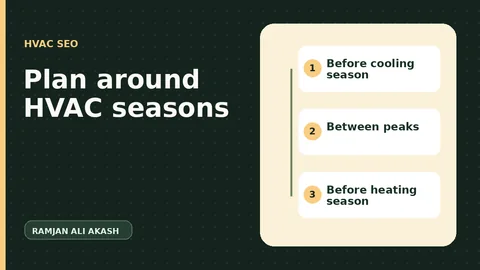 HVAC SEO
Plan around
HVAC seasons
RAMJAN ALI AKASH
1
Before cooling
season
2
Between peaks
3
Before heating
season